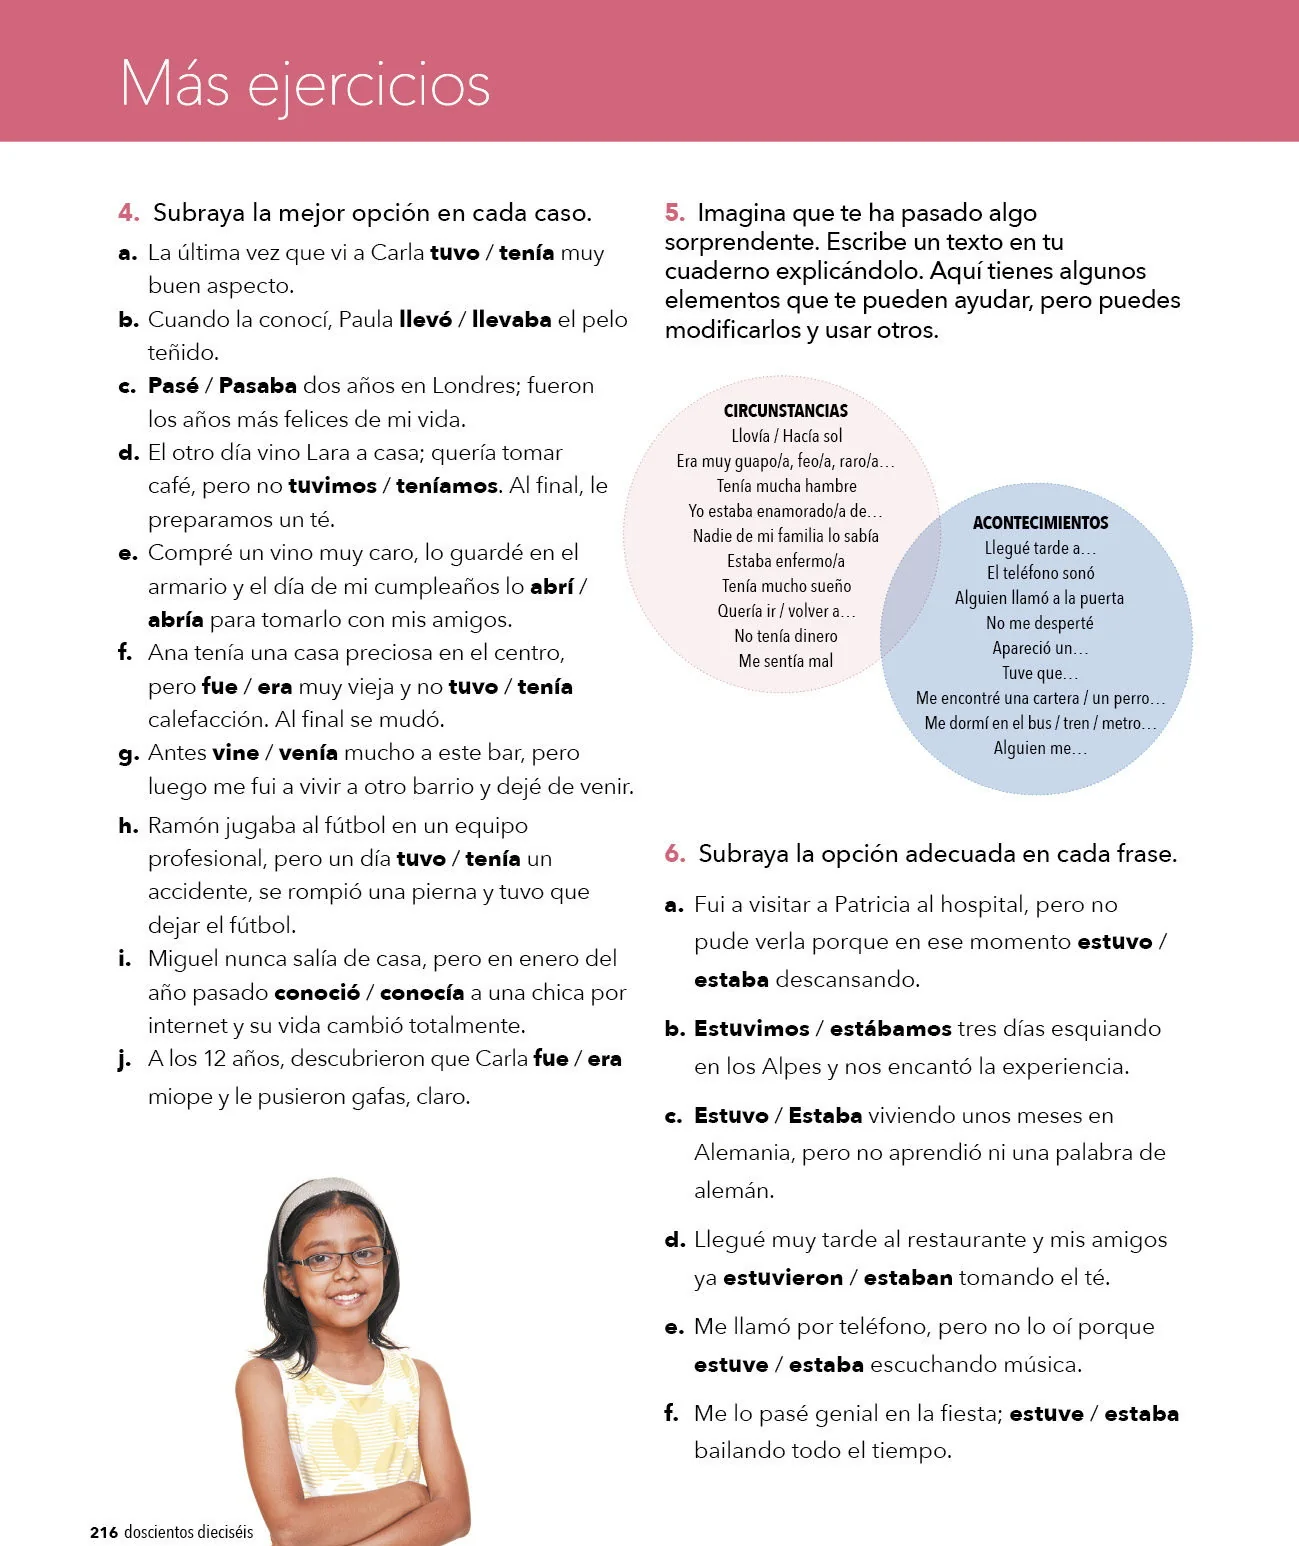 Más ejercicios
4. Subraya la mejor opción en cada caso.
a. La última vez que vi a Carla tuvo / tenía muy
buen aspecto.
b. Cuando la conocí, Paula llevó / llevaba el pelo
teñido.
c. Pasé / Pasaba dos años en Londres; fueron
los años más felices de mi vida.
d. El otro día vino Lara a casa; quería tomar
café, pero no tuvimos / teníamos. Al final, le
preparamos un té.
e. Compré un vino muy caro, lo guardé en el
armario y el día de mi cumpleaños lo abrí /
abría para tomarlo con mis amigos.
f. Ana tenía una casa preciosa en el centro,
pero fue / era muy vieja y no tuvo / tenía
calefacción. Al final se mudó.
g. Antes vine / venía mucho a este bar, pero
luego me fui a vivir a otro barrio y dejé de venir.
h. Ramón jugaba al fútbol en un equipo
profesional, pero un día tuvo / tenía un
accidente, se rompió una pierna y tuvo que
dejar el fútbol.
i. Miguel nunca salía de casa, pero en enero del
año pasado conoció / conocía a una chica por
internet y su vida cambió totalmente.
j. A los 12 años, descubrieron que Carla fue / era
miope y le pusieron gafas, claro.
5. Imagina que te ha pasado algo
sorprendente. Escribe un texto en tu
cuaderno explicándolo. Aquí tienes algunos
elementos que te pueden ayudar, pero puedes
modificarlos y usar otros.
CIRCUNSTANCIAS
Llovía / Hacía sol
Era muy guapo/a, feo/a, raro/a...
Tenía mucha hambre
Yo estaba enamorado/a de...
Nadie de mi familia lo sabía
Estaba enfermo/a
Tenía mucho sueño
Quería ir / volver a...
No tenía dinero
Me sentía mal
ACONTECIMIENTOS
Llegué tarde a...
El teléfono sonó
Alguien llamó a la puerta
No me desperté
Apareció un...
Tuve que...
Me encontré una cartera / un perro...
Me dormí en el bus / tren / metro...
Alguien me...
6. Subraya la opción adecuada en cada frase.
a. Fui a visitar a Patricia al hospital, pero no
pude verla porque en ese momento estuvo /
estaba descansando.
b. Estuvimos / estábamos tres días esquiando
en los Alpes y nos encantó la experiencia.
c. Estuvo / Estaba viviendo unos meses en
Alemania, pero no aprendió ni una palabra de
alemán.
d. Llegué muy tarde al restaurante y mis amigos
ya estuvieron / estaban tomando el té.
e. Me llamó por teléfono, pero no lo oí porque
estuve / estaba escuchando música.
f. Me lo pasé genial en la fiesta; estuve / estaba
bailando todo el tiempo.
216 doscientos dieciséis